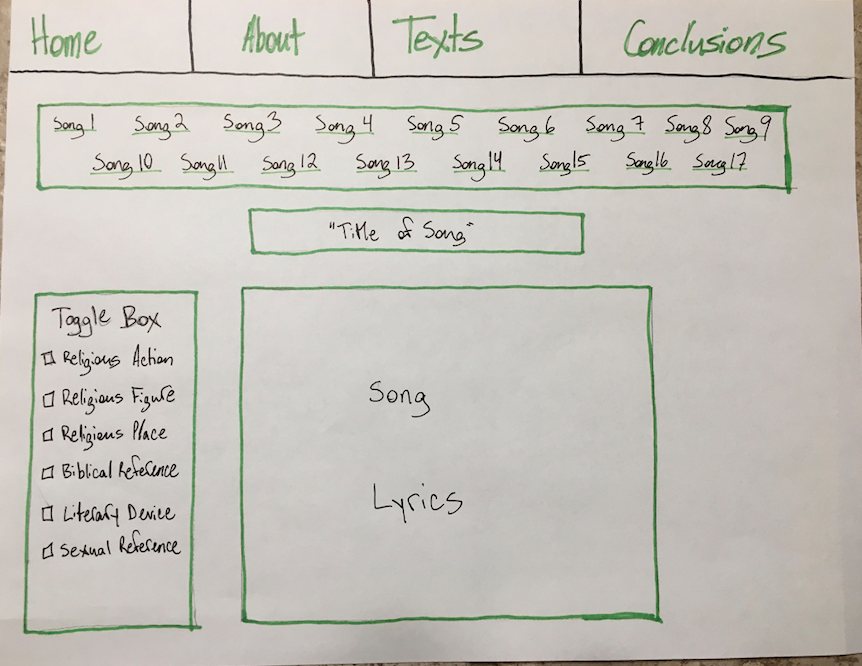 Home About Texts Conclusions
Song 1 Song 2 Song 3 Song 4 Song 5 Song 6 Song 7 Song 8 Song 9
Song 10 Song 11 Song 12 Song 13 Song 14 Song 15 Song 16 Song 17
"Title of Song"
Toggle Box
Religious Action
Religious Figure
Religious Place
Biblical Reference
Literary Device
Sexual Reference
Song
Lyrics